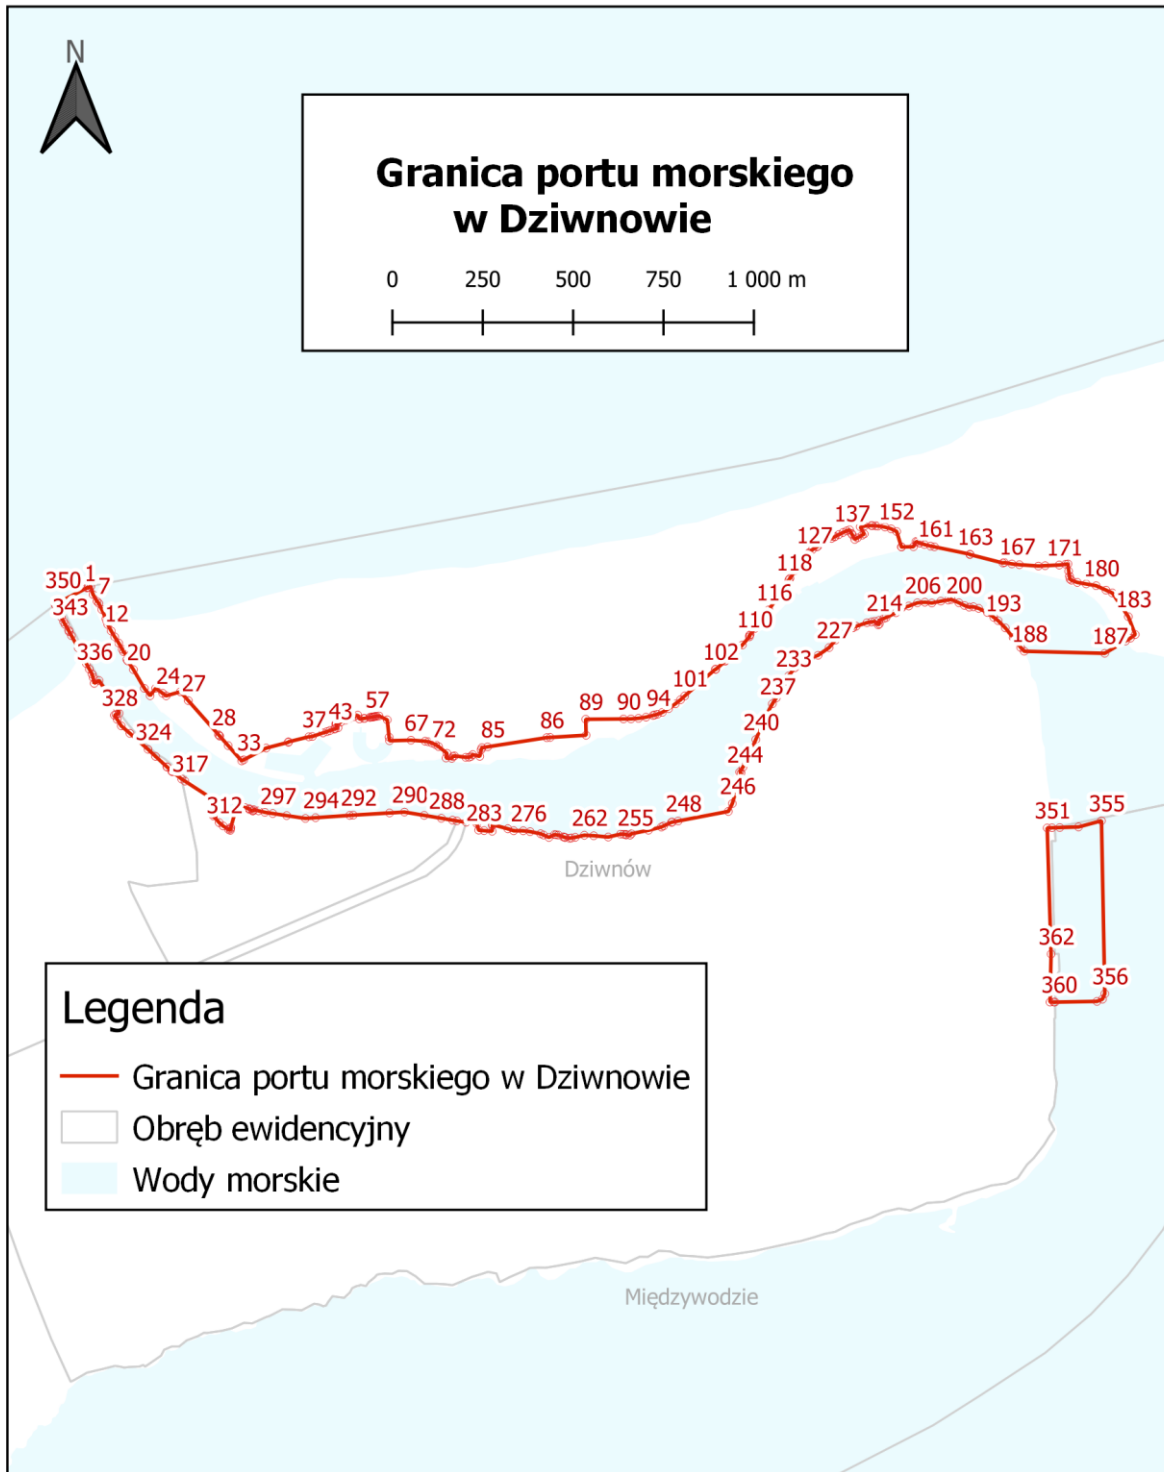 N
Granica portu morskiego
w Dziwnowie
0 250 500 750 1 000 m
137 152
127 161 163 167 171
118 180
350 1 7
343 116 206 200 183
12 110 214 193
336 20 102 227 188 187
24 27 101 233
328 57 89 90 94 237
28 37 43 67 72 85 86 240
324 33
317 244
246
312 297 294 292 290 288 283 276 262 255 248 351 355
Dziwnów
362
360 356
Legenda
Granica portu morskiego w Dziwnowie
Obręb ewidencyjny
Wody morskie
Międzywodzie